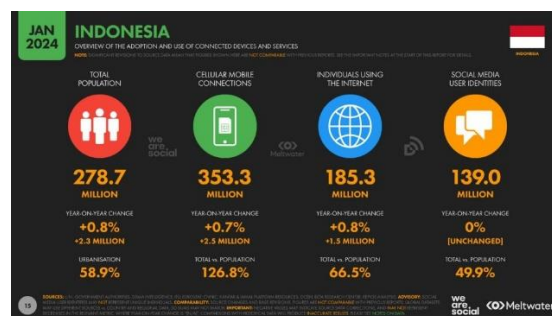 JAN
2024
INDONESIA
OVERVIEW OF THE ADOPTION AND USE OF CONNECTED DEVICES AND SERVICES
INDONESIA
TOTAL
POPULATION
278.7
MILLION
YEAR-ON-YEAR CHANGE
+0.8%
+2.3 MILLION
URBANISATION
58.9%
CELLULAR MOBILE
CONNECTIONS
353.3
MILLION
YEAR-ON-YEAR CHANGE
+0.7%
+2.5 MILLION
TOTAL vs. POPULATION
126.8%
INDIVIDUALS USING
THE INTERNET
185.3
MILLION
YEAR-ON-YEAR CHANGE
+0.8%
+1.5 MILLION
TOTAL vs. POPULATION
66.5%
SOCIAL MEDIA
USER IDENTITIES
139.0
MILLION
YEAR-ON-YEAR CHANGE
0%
[UNCHANGED]
TOTAL vs. POPULATION
49.9%
we
are
social
Meltwater
we
are
social
Meltwater